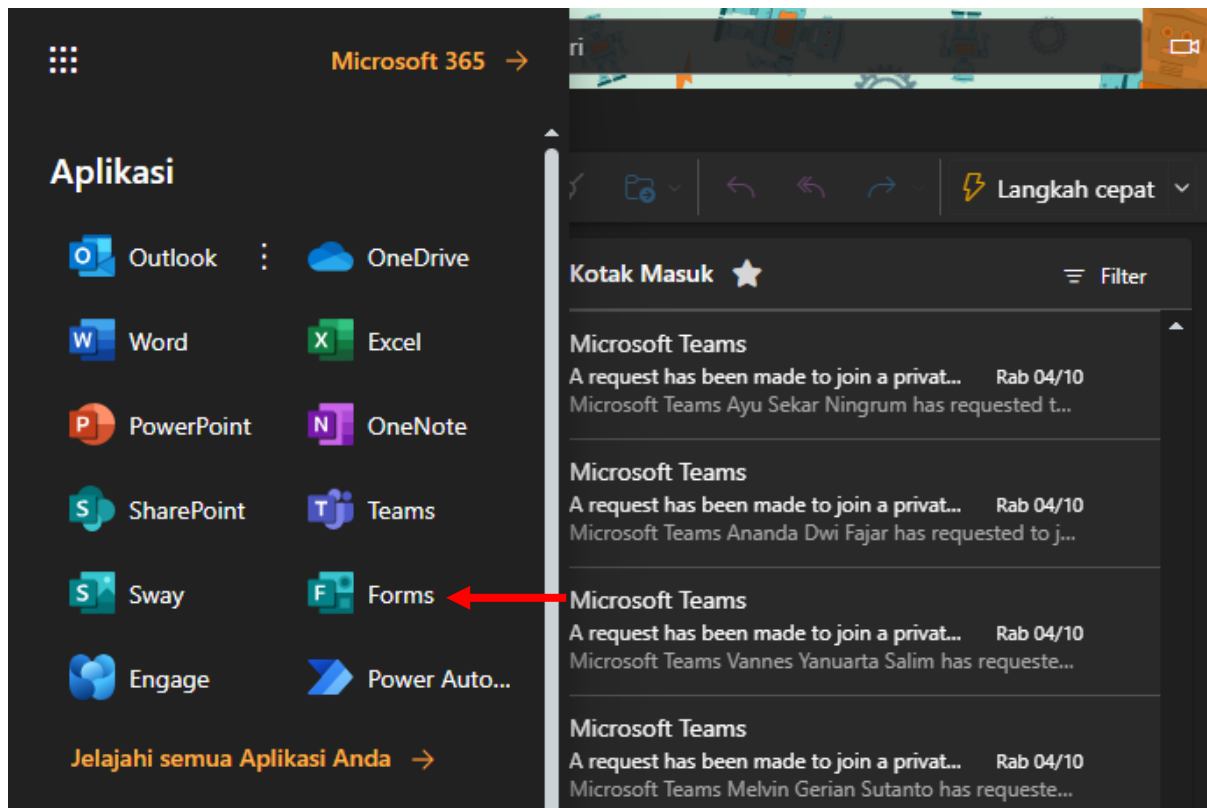 Microsoft 365 →
ri
Aplikasi
Langkah cepat
Outlook
OneDrive
Word
Excel
PowerPoint
OneNote
SharePoint
Teams
Sway
Forms
Engage
Power Auto...
Jelajahi semua Aplikasi Anda →
Kotak Masuk
Filter
Microsoft Teams
A request has been made to join a privat... Rab 04/10
Microsoft Teams Ayu Sekar Ningrum has requested t...
Microsoft Teams
A request has been made to join a privat... Rab 04/10
Microsoft Teams Ananda Dwi Fajar has requested to j...
Microsoft Teams
A request has been made to join a privat... Rab 04/10
Microsoft Teams Vannes Yanuarta Salim has requeste...
Microsoft Teams
A request has been made to join a privat... Rab 04/10
Microsoft Teams Melvin Gerian Sutanto has requeste...